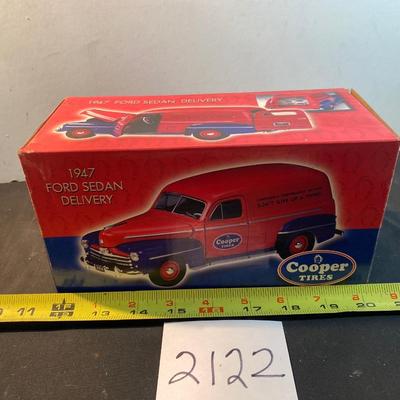 1947 FORD SEDAN DELIVERY
1947
FORD SEDAN
DELIVERY
Cooper
TIRES
Cooper
TIRES
11 12 13 14 15 16 17 18 19 20
2122